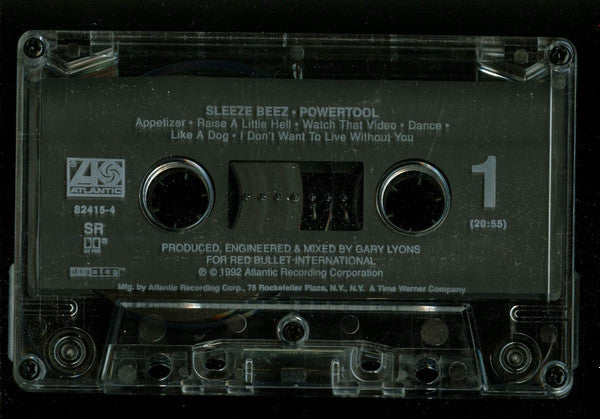 SLEEZE BEEZ • POWERTOOL
Appetizer • Raise A Little Hell • Watch That Video • Dance •
Like A Dog • I Don't Want To Live Without You
ATLANTIC
82415-4
SR
1
(20:55)
PRODUCED, ENGINEERED & MIXED BY GARY LYONS
FOR RED BULLET INTERNATIONAL
℗ © 1992 Atlantic Recording Corporation
digalog
Mfg. by Atlantic Recording Corp., 75 Rockefeller Plaza, N.Y., N.Y. A Time Warner Company